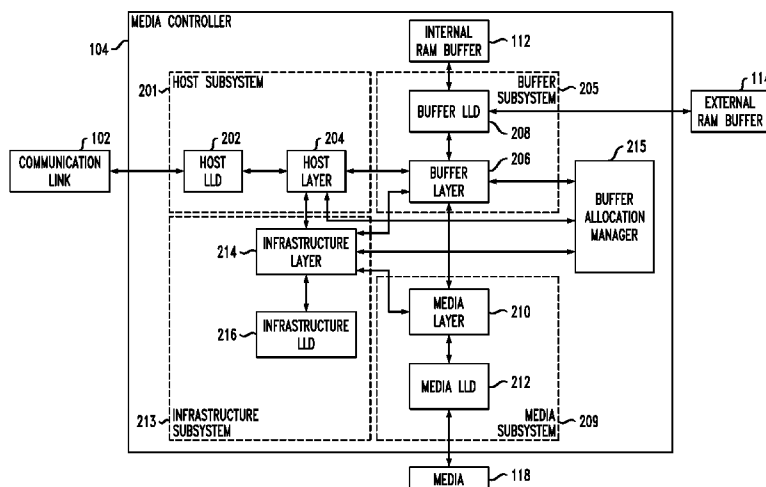 MEDIA CONTROLLER
104
INTERNAL
RAM BUFFER
112
201
HOST SUBSYSTEM
BUFFER
SUBSYSTEM
205
114
BUFFER LLD
208
EXTERNAL
RAM BUFFER
102
COMMUNICATION
LINK
202
HOST
LLD
204
HOST
LAYER
206
BUFFER
LAYER
215
BUFFER
ALLOCATION
MANAGER
214
INFRASTRUCTURE
LAYER
216
INFRASTRUCTURE
LLD
MEDIA
LAYER
210
MEDIA LLD
212
213
INFRASTRUCTURE
SUBSYSTEM
MEDIA
SUBSYSTEM
209
MEDIA
118